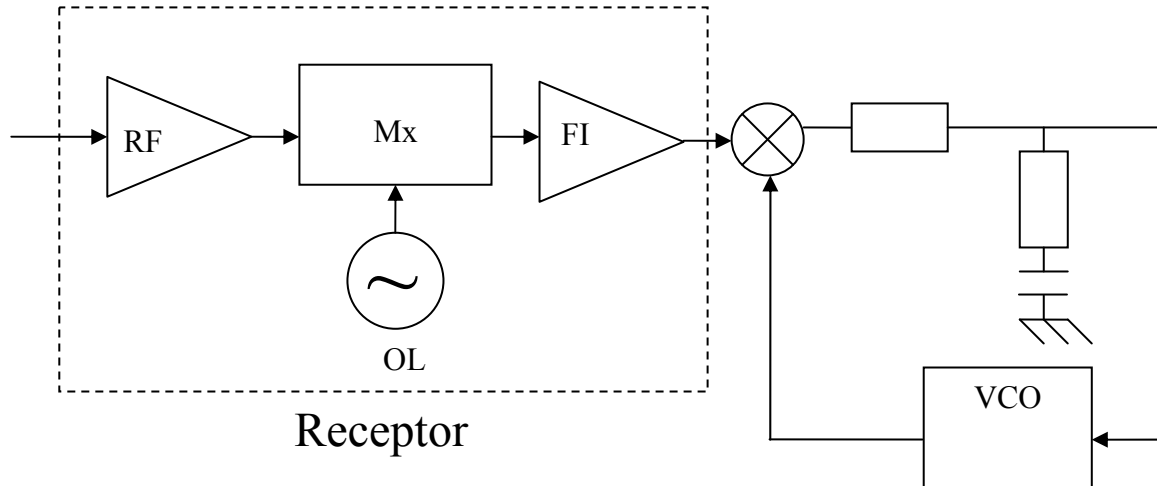 RF
Mx
FI
OL
VCO
Receptor